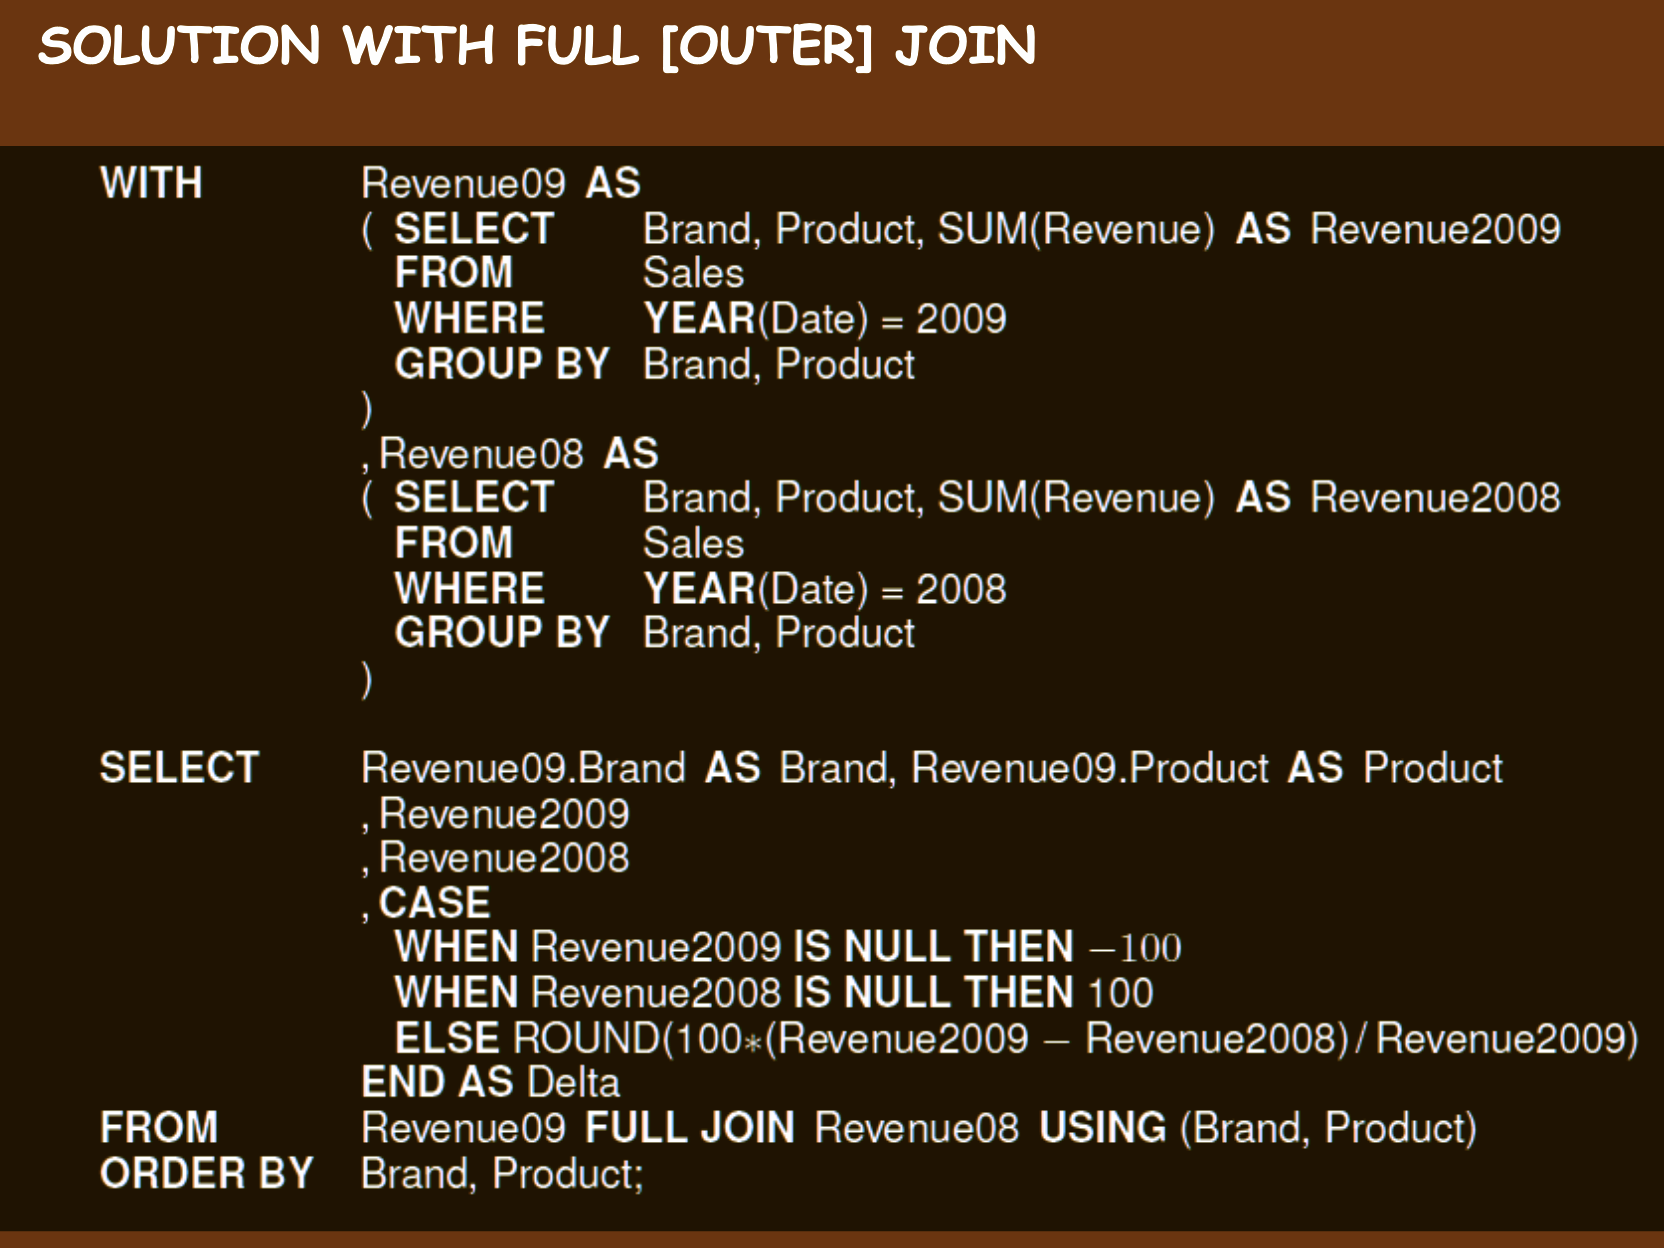 SOLUTION WITH FULL [OUTER] JOIN
WITH Revenue09 AS
( SELECT Brand, Product, SUM(Revenue) AS Revenue2009
FROM Sales
WHERE YEAR(Date) = 2009
GROUP BY Brand, Product
)
, Revenue08 AS
( SELECT Brand, Product, SUM(Revenue) AS Revenue2008
FROM Sales
WHERE YEAR(Date) = 2008
GROUP BY Brand, Product
)
SELECT Revenue09.Brand AS Brand, Revenue09.Product AS Product
, Revenue2009
, Revenue2008
, CASE
WHEN Revenue2009 IS NULL THEN −100
WHEN Revenue2008 IS NULL THEN 100
ELSE ROUND(100*(Revenue2009 − Revenue2008)/ Revenue2009)
END AS Delta
FROM Revenue09 FULL JOIN Revenue08 USING (Brand, Product)
ORDER BY Brand, Product;